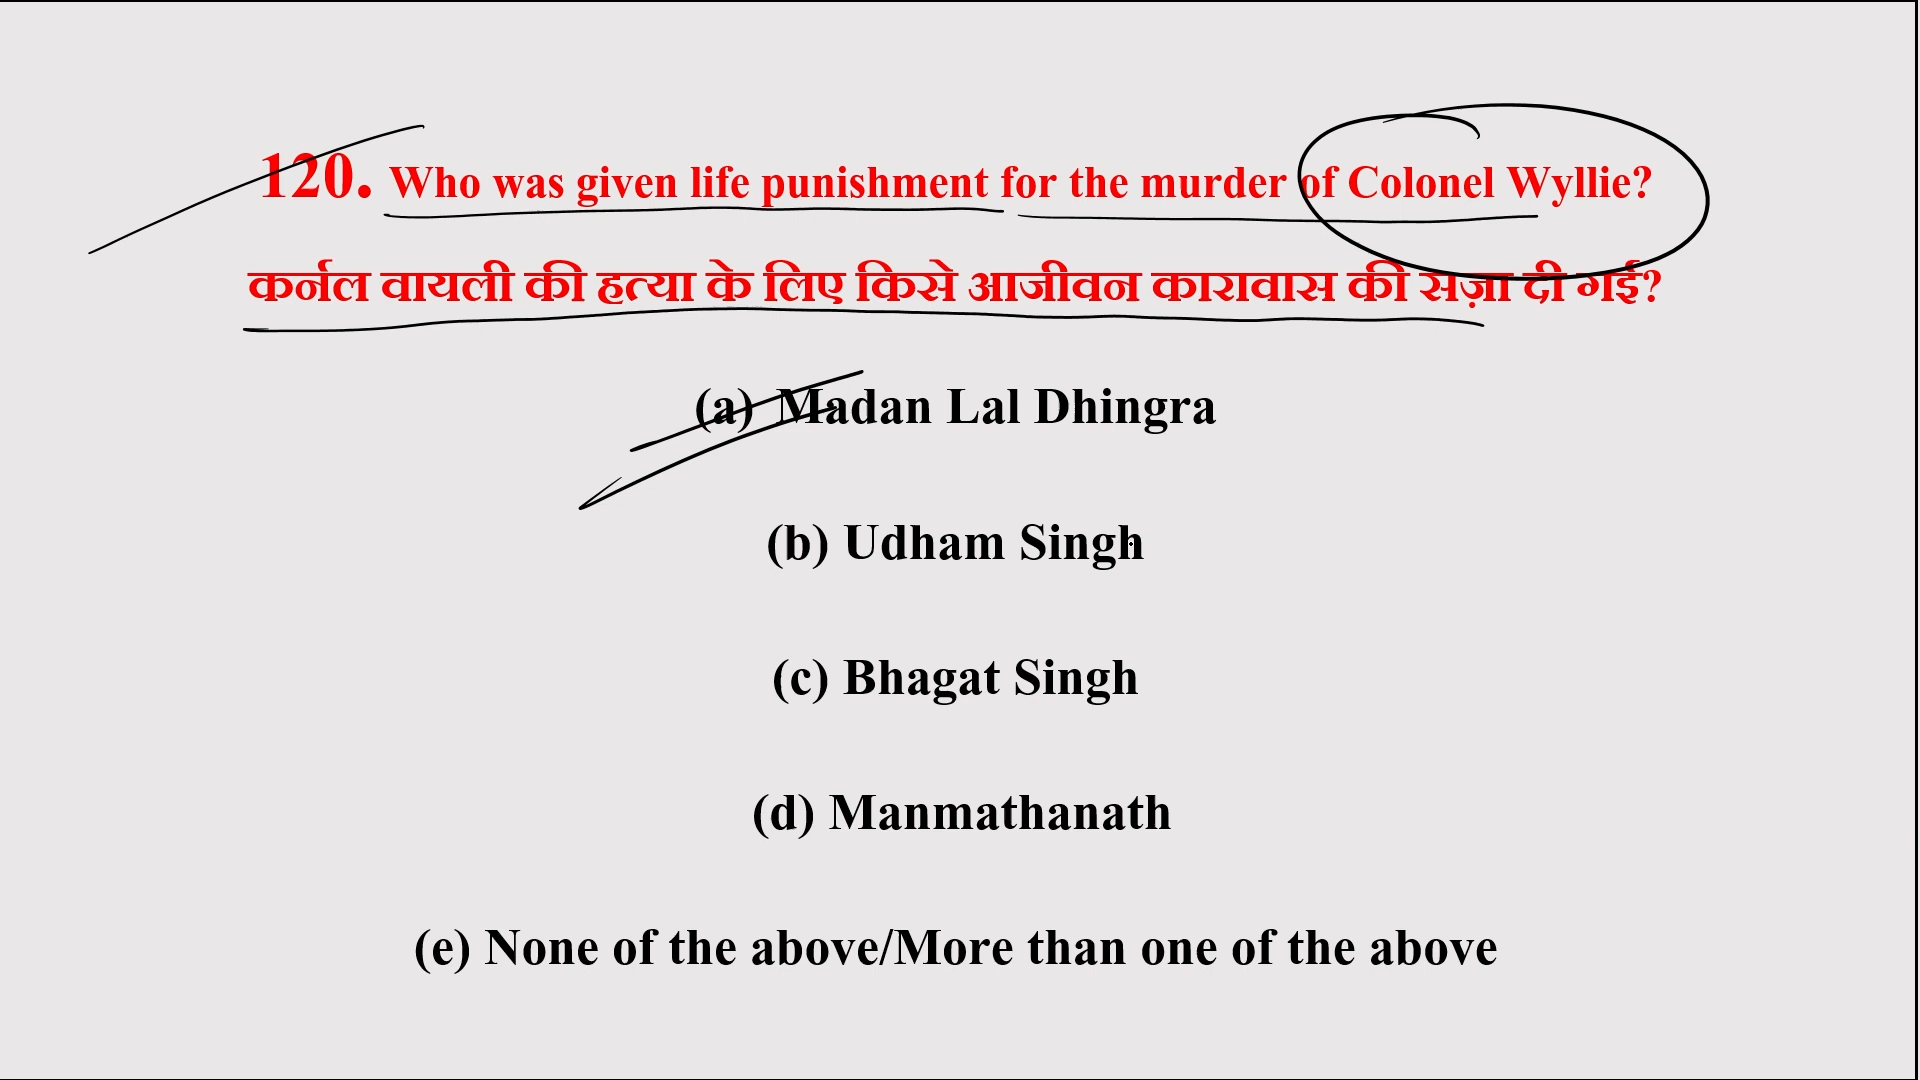 120. Who was given life punishment for the murder of Colonel Wyllie?
कर्नल वायली की हत्या के लिए किसे आजीवन कारावास की सज़ा दी गई?
(a) Madan Lal Dhingra
(b) Udham Singh
(c) Bhagat Singh
(d) Manmathanath
(e) None of the above/More than one of the above